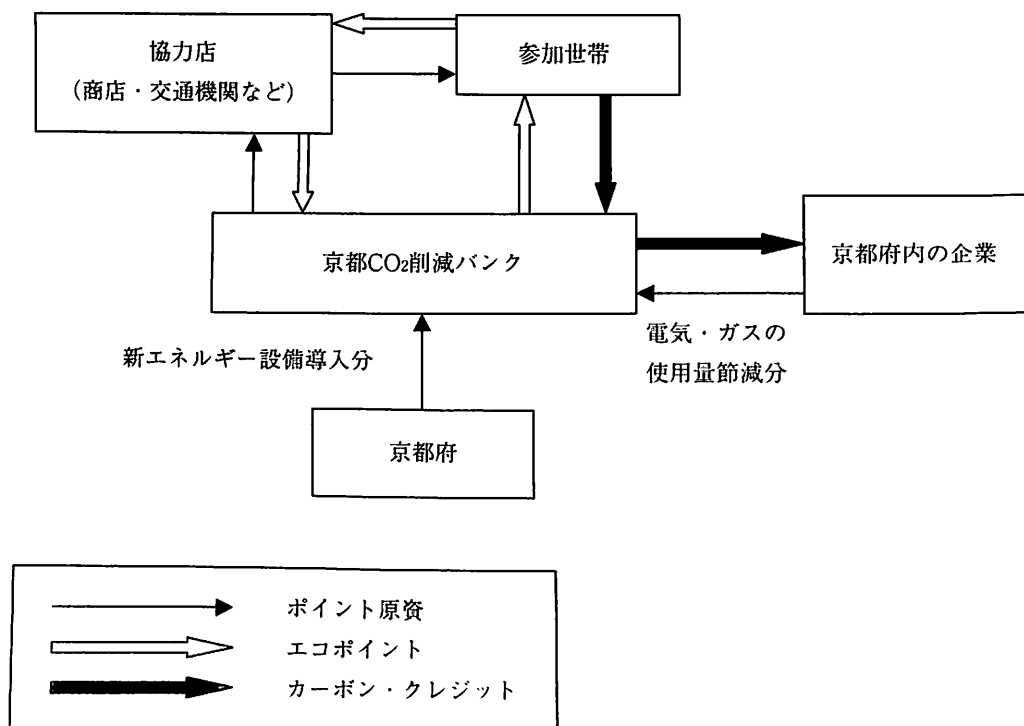 協力店
(商店・交通機関など)
参加世帯
京都CO₂削減バンク
京都府内の企業
電気・ガスの
使用量節減分
新エネルギー設備導入分
京都府
ポイント原資
エコポイント
カーボン・クレジット